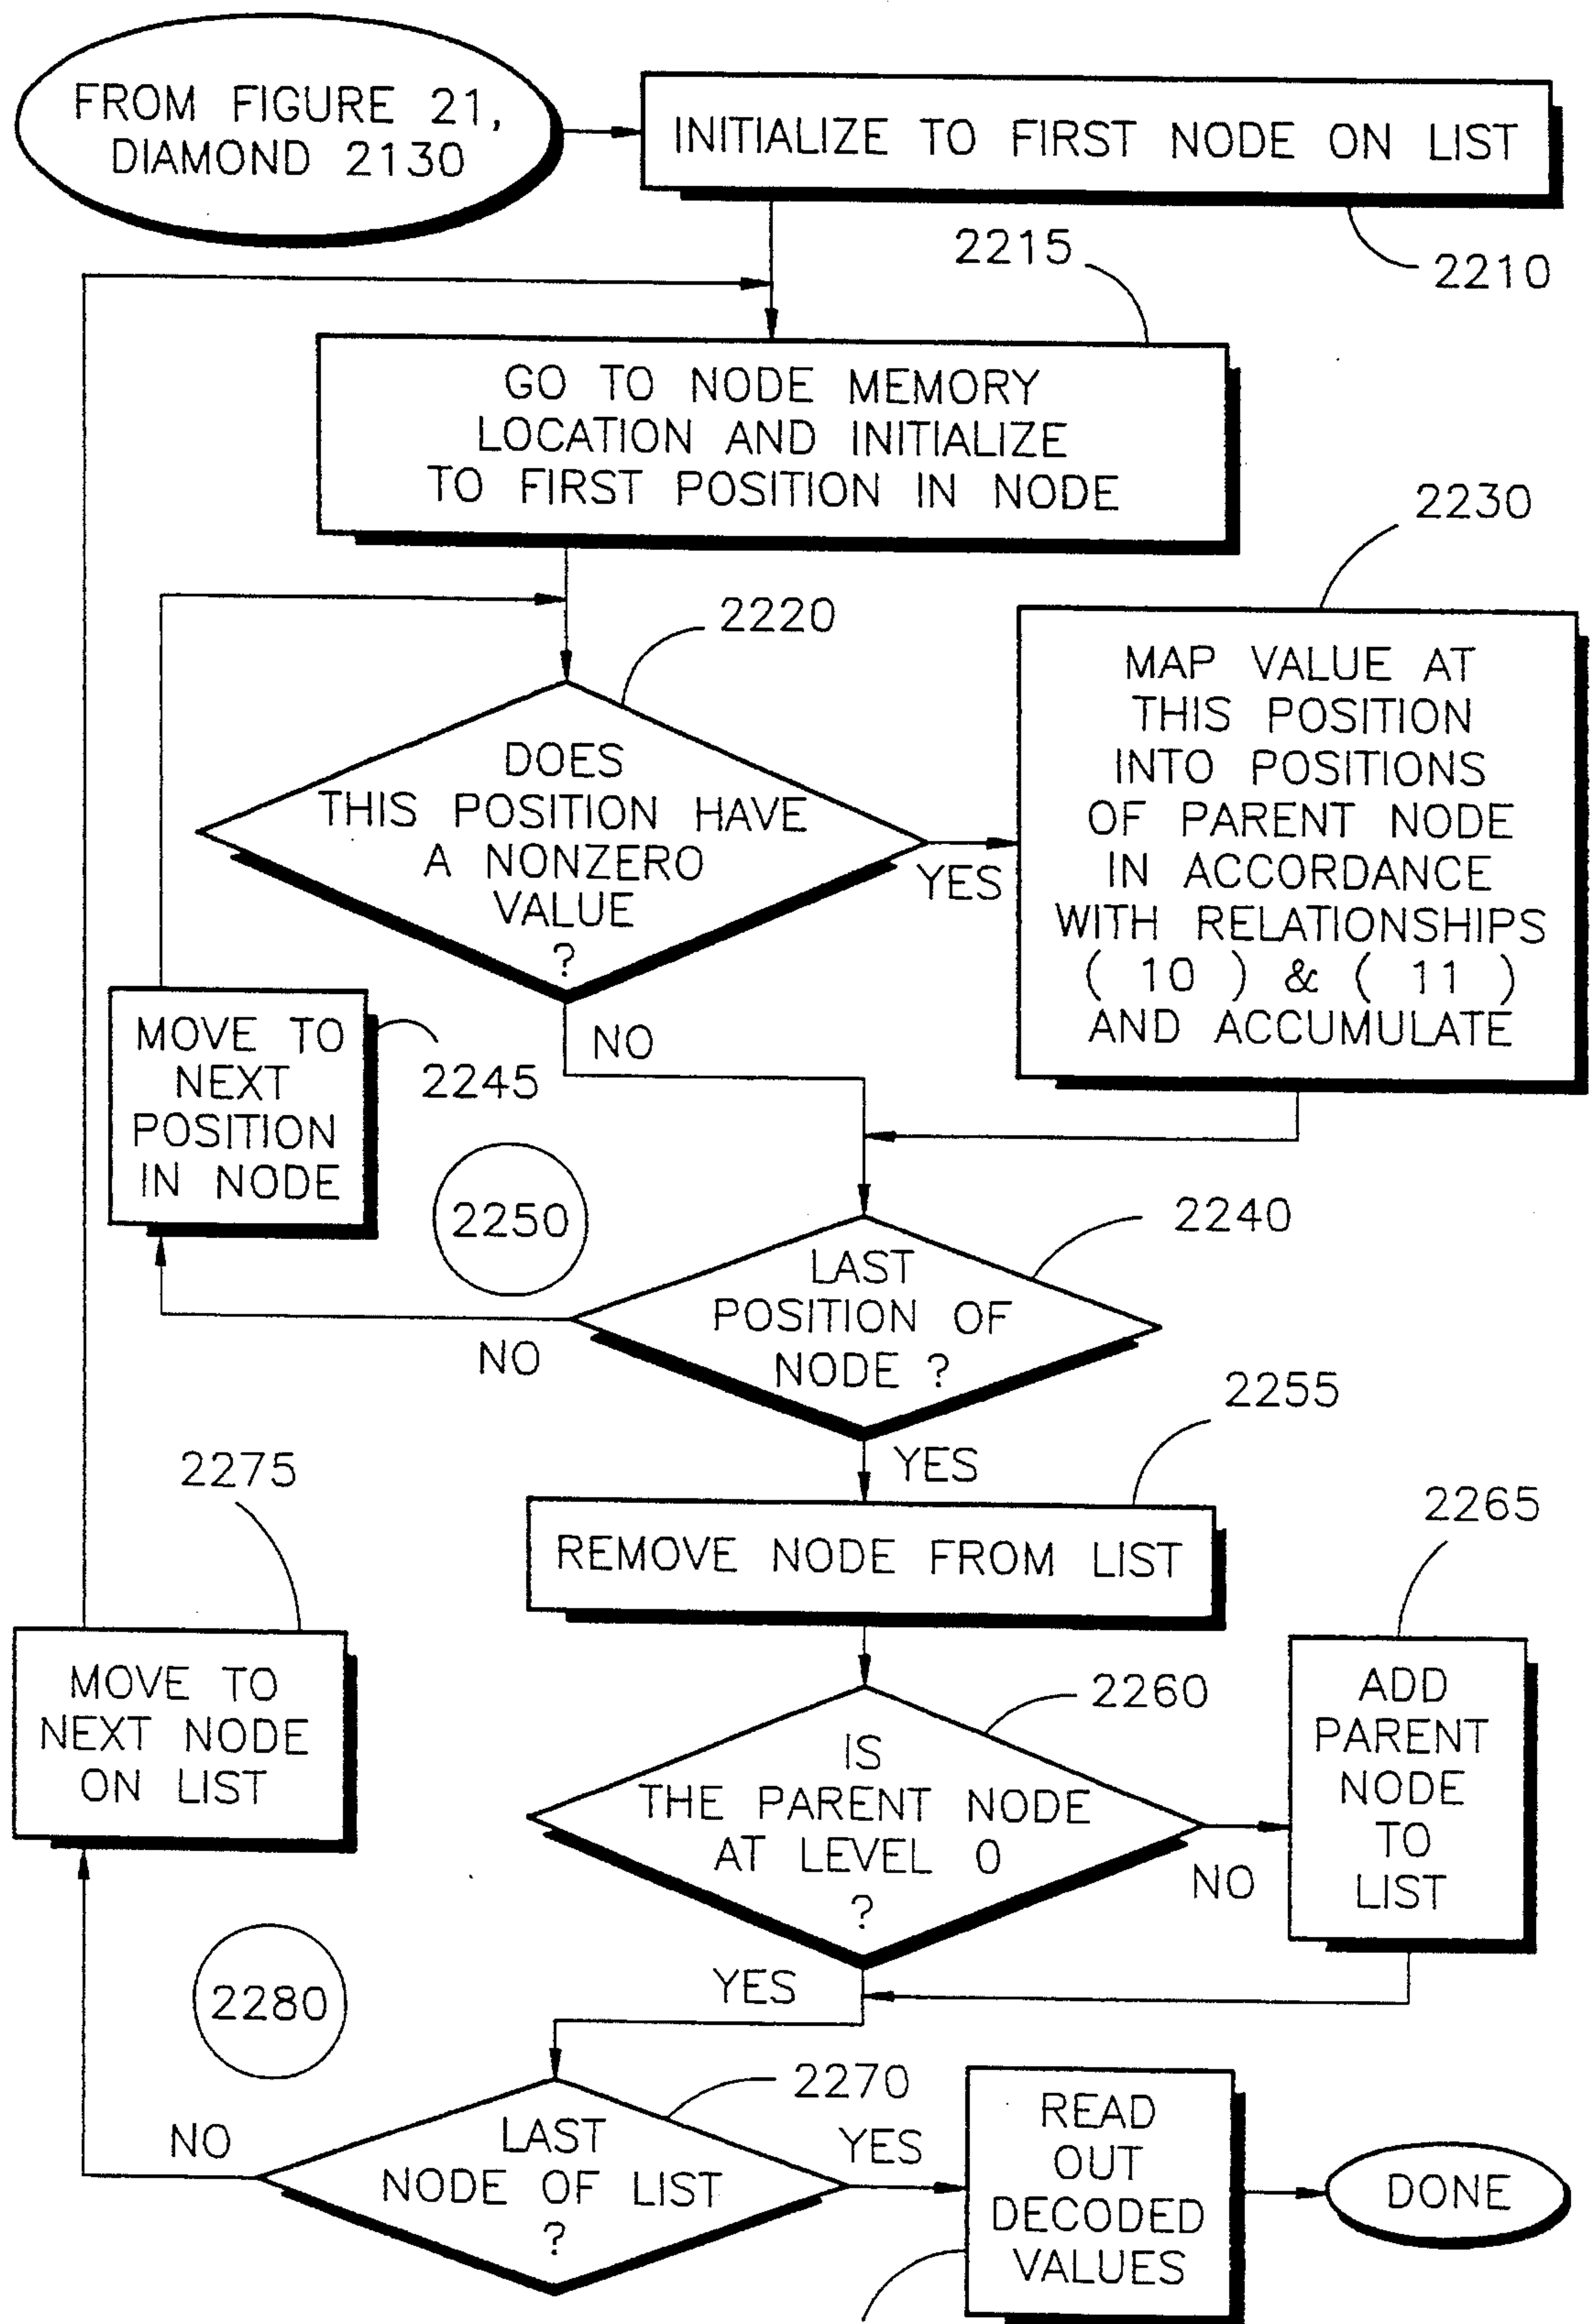 FROM FIGURE 21,
DIAMOND 2130
INITIALIZE TO FIRST NODE ON LIST
2210
2215
GO TO NODE MEMORY
LOCATION AND INITIALIZE
TO FIRST POSITION IN NODE
2220
2230
DOES
THIS POSITION HAVE
A NONZERO
VALUE
?
YES
NO
MAP VALUE AT
THIS POSITION
INTO POSITIONS
OF PARENT NODE
IN ACCORDANCE
WITH RELATIONSHIPS
( 10 ) & ( 11 )
AND ACCUMULATE
MOVE TO
NEXT
POSITION
IN NODE
2245
2250
2240
LAST
POSITION OF
NODE ?
NO
YES
2255
REMOVE NODE FROM LIST
2275
MOVE TO
NEXT NODE
ON LIST
2260
IS
THE PARENT NODE
AT LEVEL 0
?
NO
YES
2265
ADD
PARENT
NODE
TO
LIST
2280
2270
LAST
NODE OF LIST
?
NO
YES
READ
OUT
DECODED
VALUES
DONE